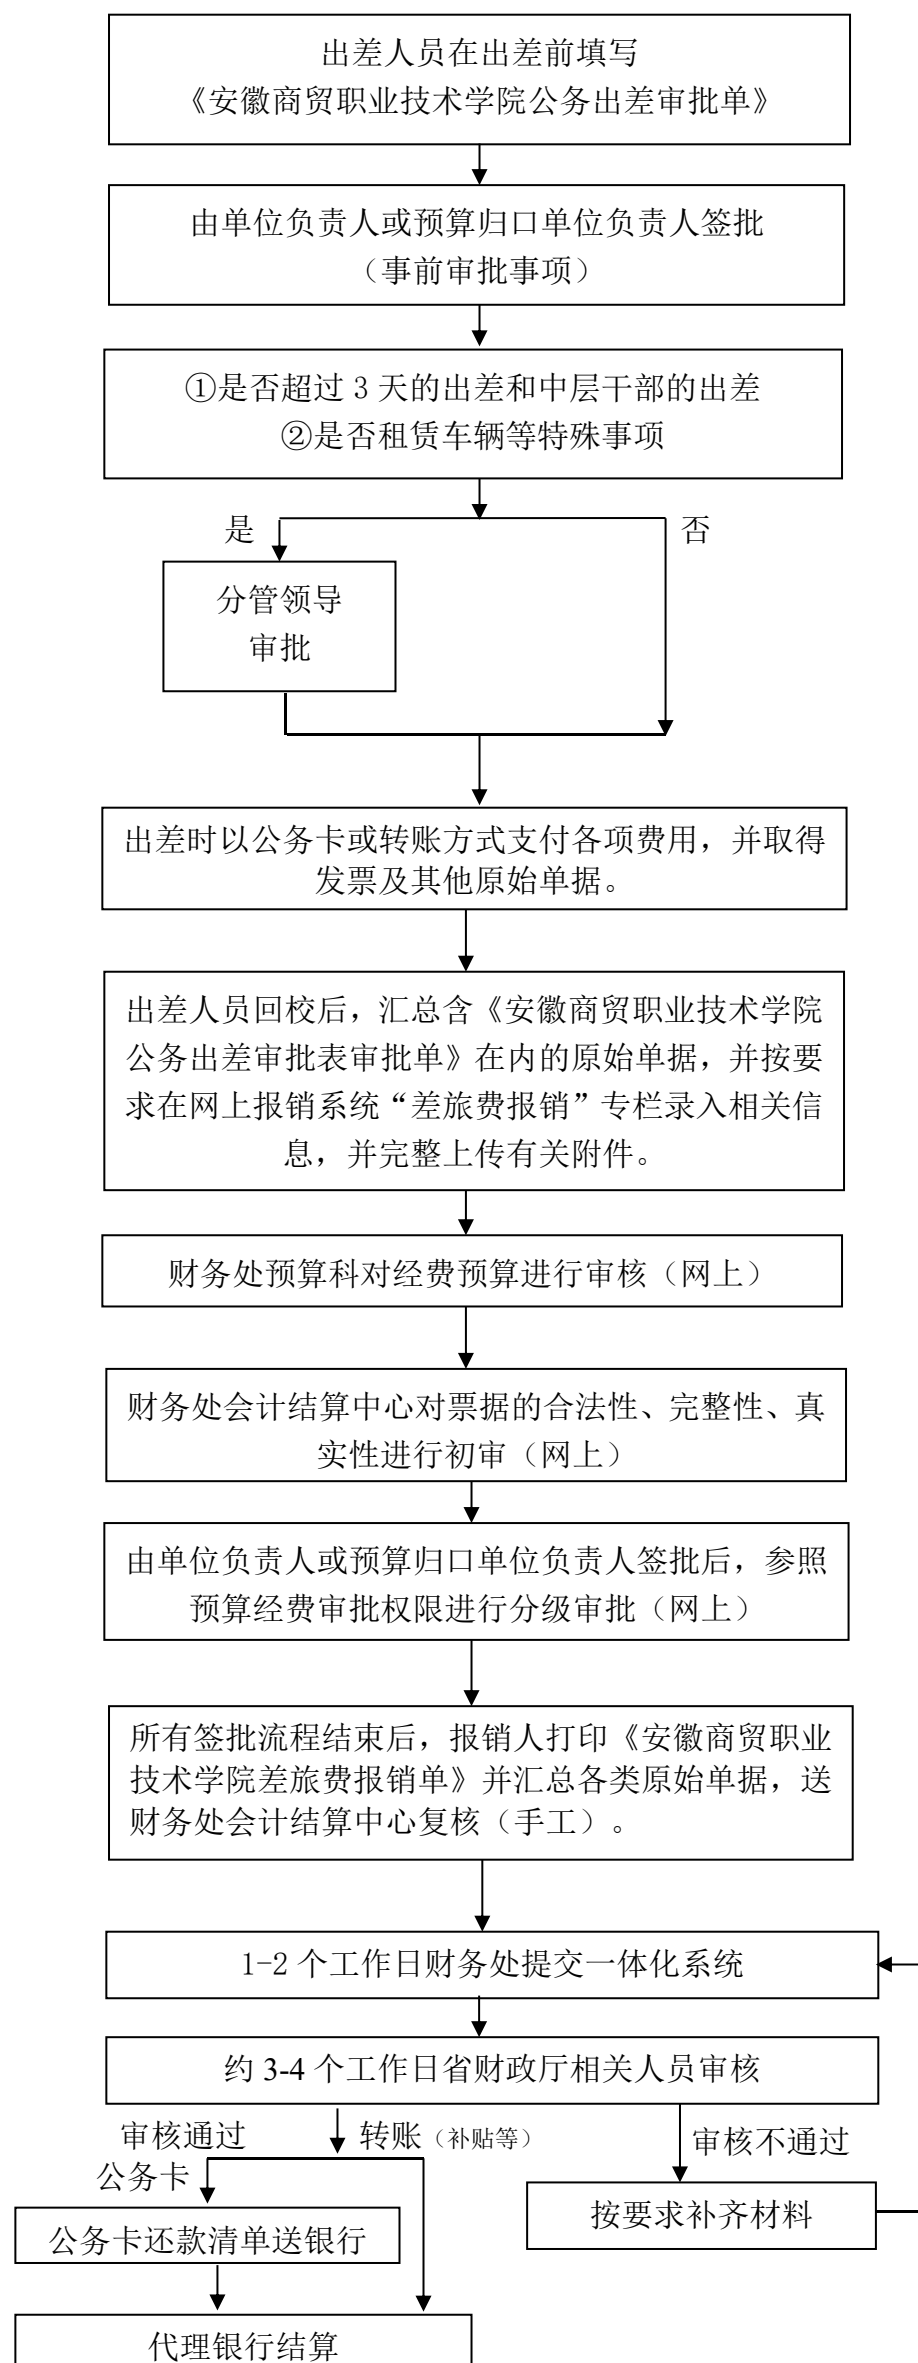 出差人员在出差前填写
《安徽商贸职业技术学院公务出差审批单》
由单位负责人或预算归口单位负责人签批
（事前审批事项）
①是否超过 3 天的出差和中层干部的出差
②是否租赁车辆等特殊事项
是
否
分管领导
审批
出差时以公务卡或转账方式支付各项费用，并取得
发票及其他原始单据。
出差人员回校后，汇总含《安徽商贸职业技术学院
公务出差审批表审批单》在内的原始单据，并按要
求在网上报销系统“差旅费报销”专栏录入相关信
息，并完整上传有关附件。
财务处预算科对经费预算进行审核（网上）
财务处会计结算中心对票据的合法性、完整性、真
实性进行初审（网上）
由单位负责人或预算归口单位负责人签批后，参照
预算经费审批权限进行分级审批（网上）
所有签批流程结束后，报销人打印《安徽商贸职业
技术学院差旅费报销单》并汇总各类原始单据，送
财务处会计结算中心复核（手工）。
1-2 个工作日财务处提交一体化系统
约 3-4 个工作日省财政厅相关人员审核
审核通过
转账（补贴等）
审核不通过
公务卡
按要求补齐材料
公务卡还款清单送银行
代理银行结算